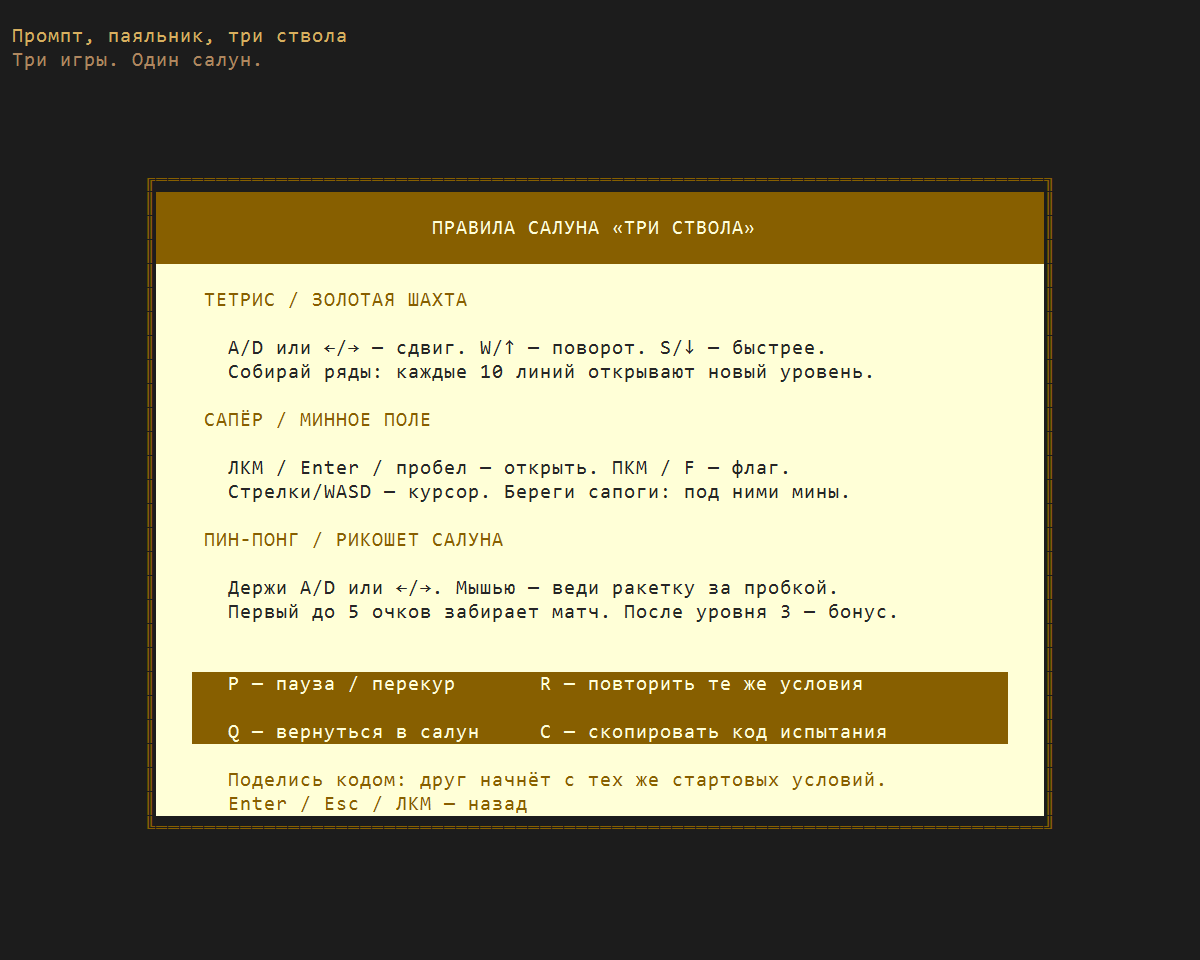 Промпт, паяльник, три ствола
Три игры. Один салун.
ПРАВИЛА САЛУНА «ТРИ СТВОЛА»
ТЕТРИС / ЗОЛОТАЯ ШАХТА
A/D или ←/→ — сдвиг. W/↑ — поворот. S/↓ — быстрее.
Собирай ряды: каждые 10 линий открывают новый уровень.
САПЁР / МИННОЕ ПОЛЕ
ЛКМ / Enter / пробел — открыть. ПКМ / F — флаг.
Стрелки/WASD — курсор. Береги сапоги: под ними мины.
ПИН-ПОНГ / РИКОШЕТ САЛУНА
Держи A/D или ←/→. Мышью — веди ракетку за пробкой.
Первый до 5 очков забирает матч. После уровня 3 — бонус.
P — пауза / перекур R — повторить те же условия
Q — вернуться в салун C — скопировать код испытания
Поделись кодом: друг начнёт с тех же стартовых условий.
Enter / Esc / ЛКМ — назад